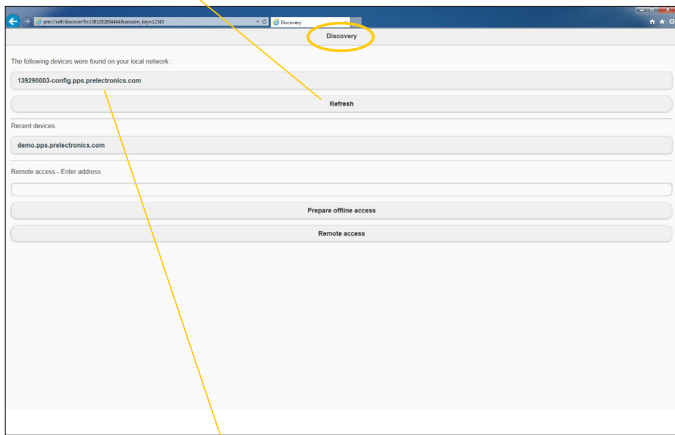 Discovery
Discovery
The following devices were found on your local network :
139290003-config.pps.prelectronics.com
Refresh
Recent devices
demo.pps.prelectronics.com
Remote access - Enter address
Prepare offline access
Remote access